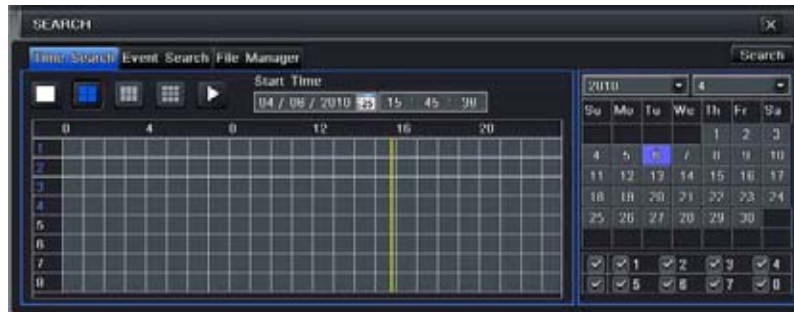 SEARCH
Time Search Event Search File Manager
Search
Start Time
04 / 06 / 2010 15 : 45 : 30
0 4 8 12 16 20
1
2
3
4
5
6
7
8
2010 4
Su Mo Tu We Th Fr Sa
1 2 3
4 5 6 7 8 9 10
11 12 13 14 15 16 17
18 19 20 21 22 23 24
25 26 27 28 29 30
1 2 3 4
5 6 7 8